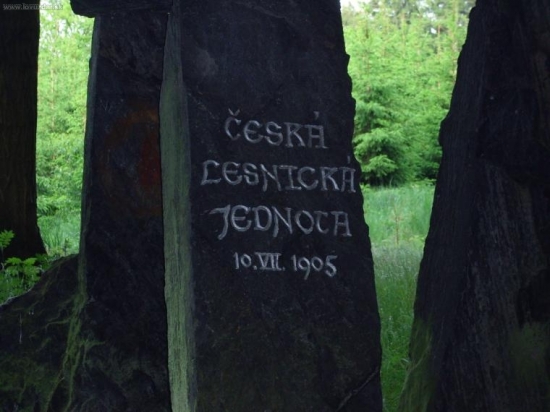 ČESKÁ
LESNICKÁ
JEDNOTA
10. VII. 1905